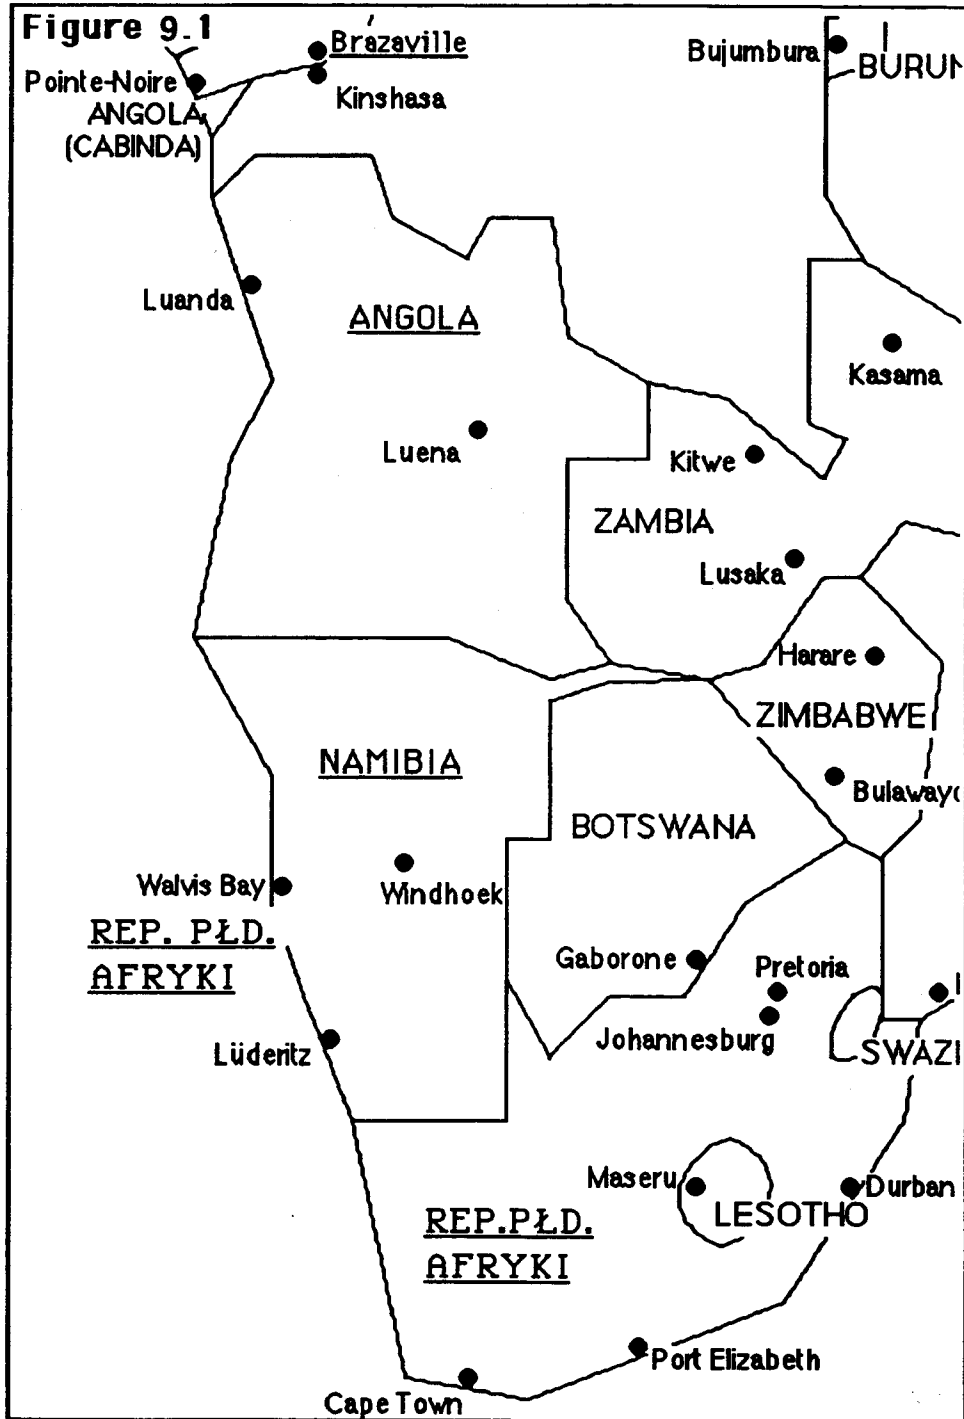 Figure 9.1
Brázaville
Bujumbura
BURUN
Pointe-Noire
Kinshasa
ANGOLA
(CABINDA)
Luanda
ANGOLA
Kasama
Luena
Kitwe
ZAMBIA
Lusaka
Harare
ZIMBABWE
NAMIBIA
Bulawayo
BOTSWANA
Walvis Bay
Windhoek
REP. PŁD.
AFRYKI
Gaborone
Pretoria
Johannesburg
Lüderitz
SWAZI
Maseru
Durban
LESOTHO
REP.PŁD.
AFRYKI
Port Elizabeth
Cape Town